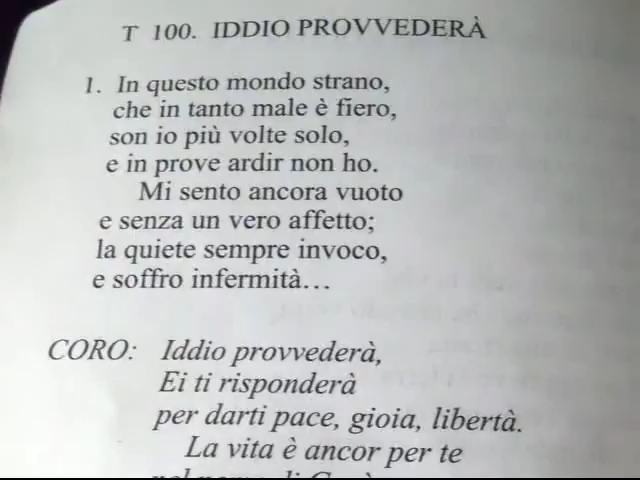 T 100. IDDIO PROVVEDERÀ
1. In questo mondo strano,
che in tanto male è fiero,
son io più volte solo,
e in prove ardir non ho.
Mi sento ancora vuoto
e senza un vero affetto;
la quiete sempre invoco,
e soffro infermità...
CORO: Iddio provvederà,
Ei ti risponderà
per darti pace, gioia, libertà.
La vita è ancor per te